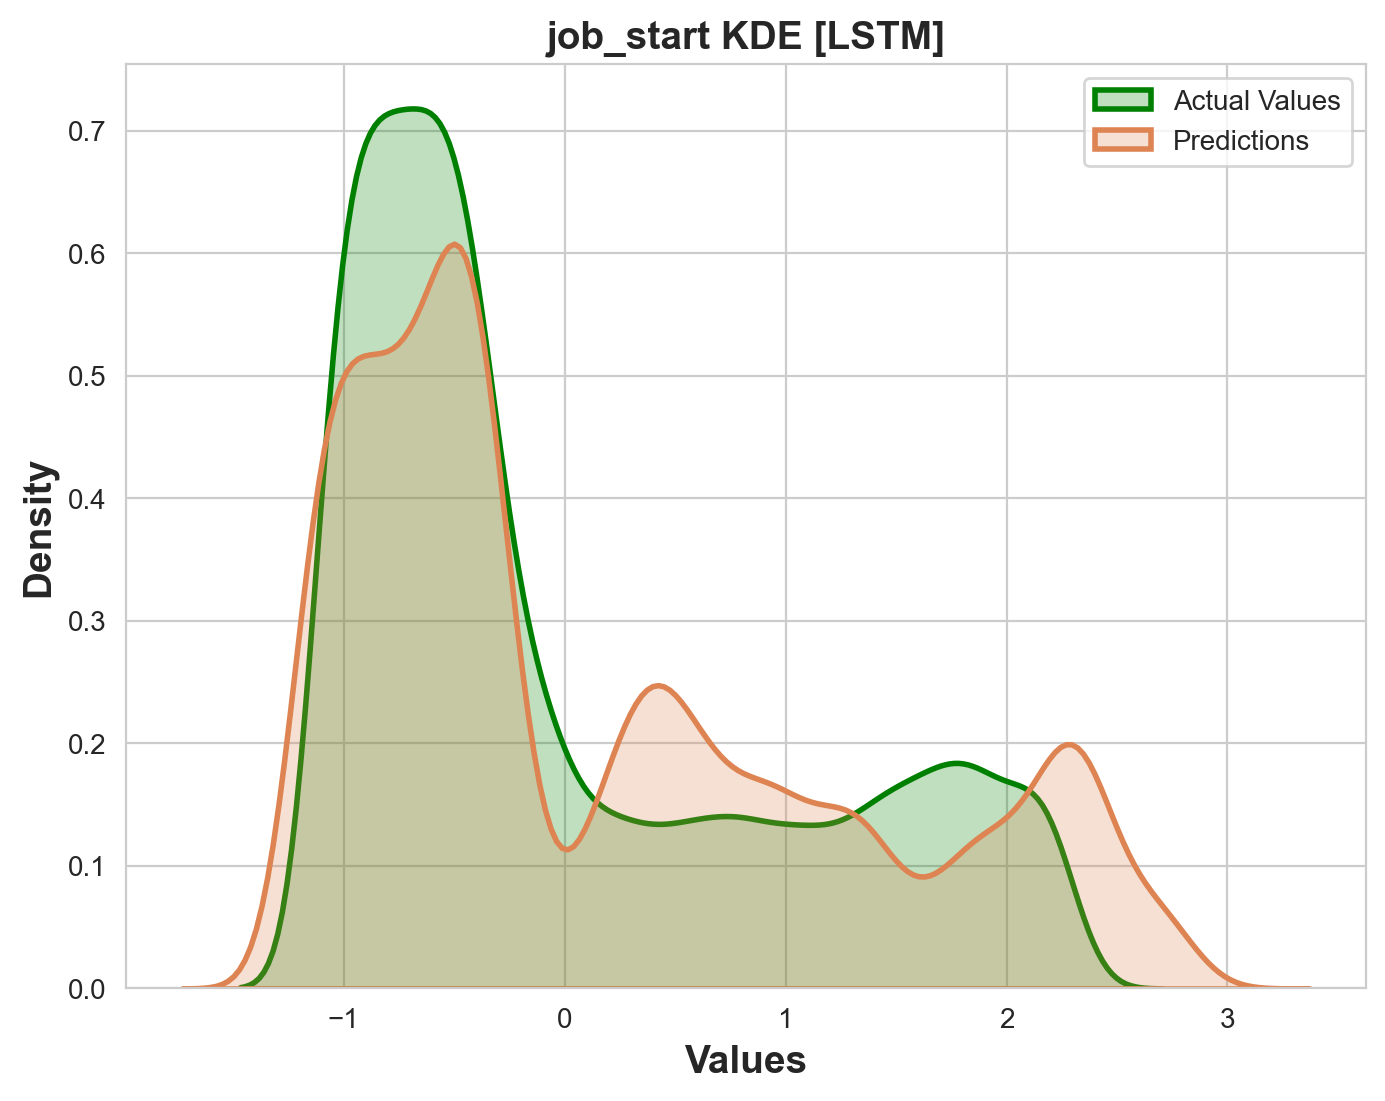 job_start KDE [LSTM]
Actual Values
Predictions
Density
0.7
0.6
0.5
0.4
0.3
0.2
0.1
0.0
−1 0 1 2 3
Values